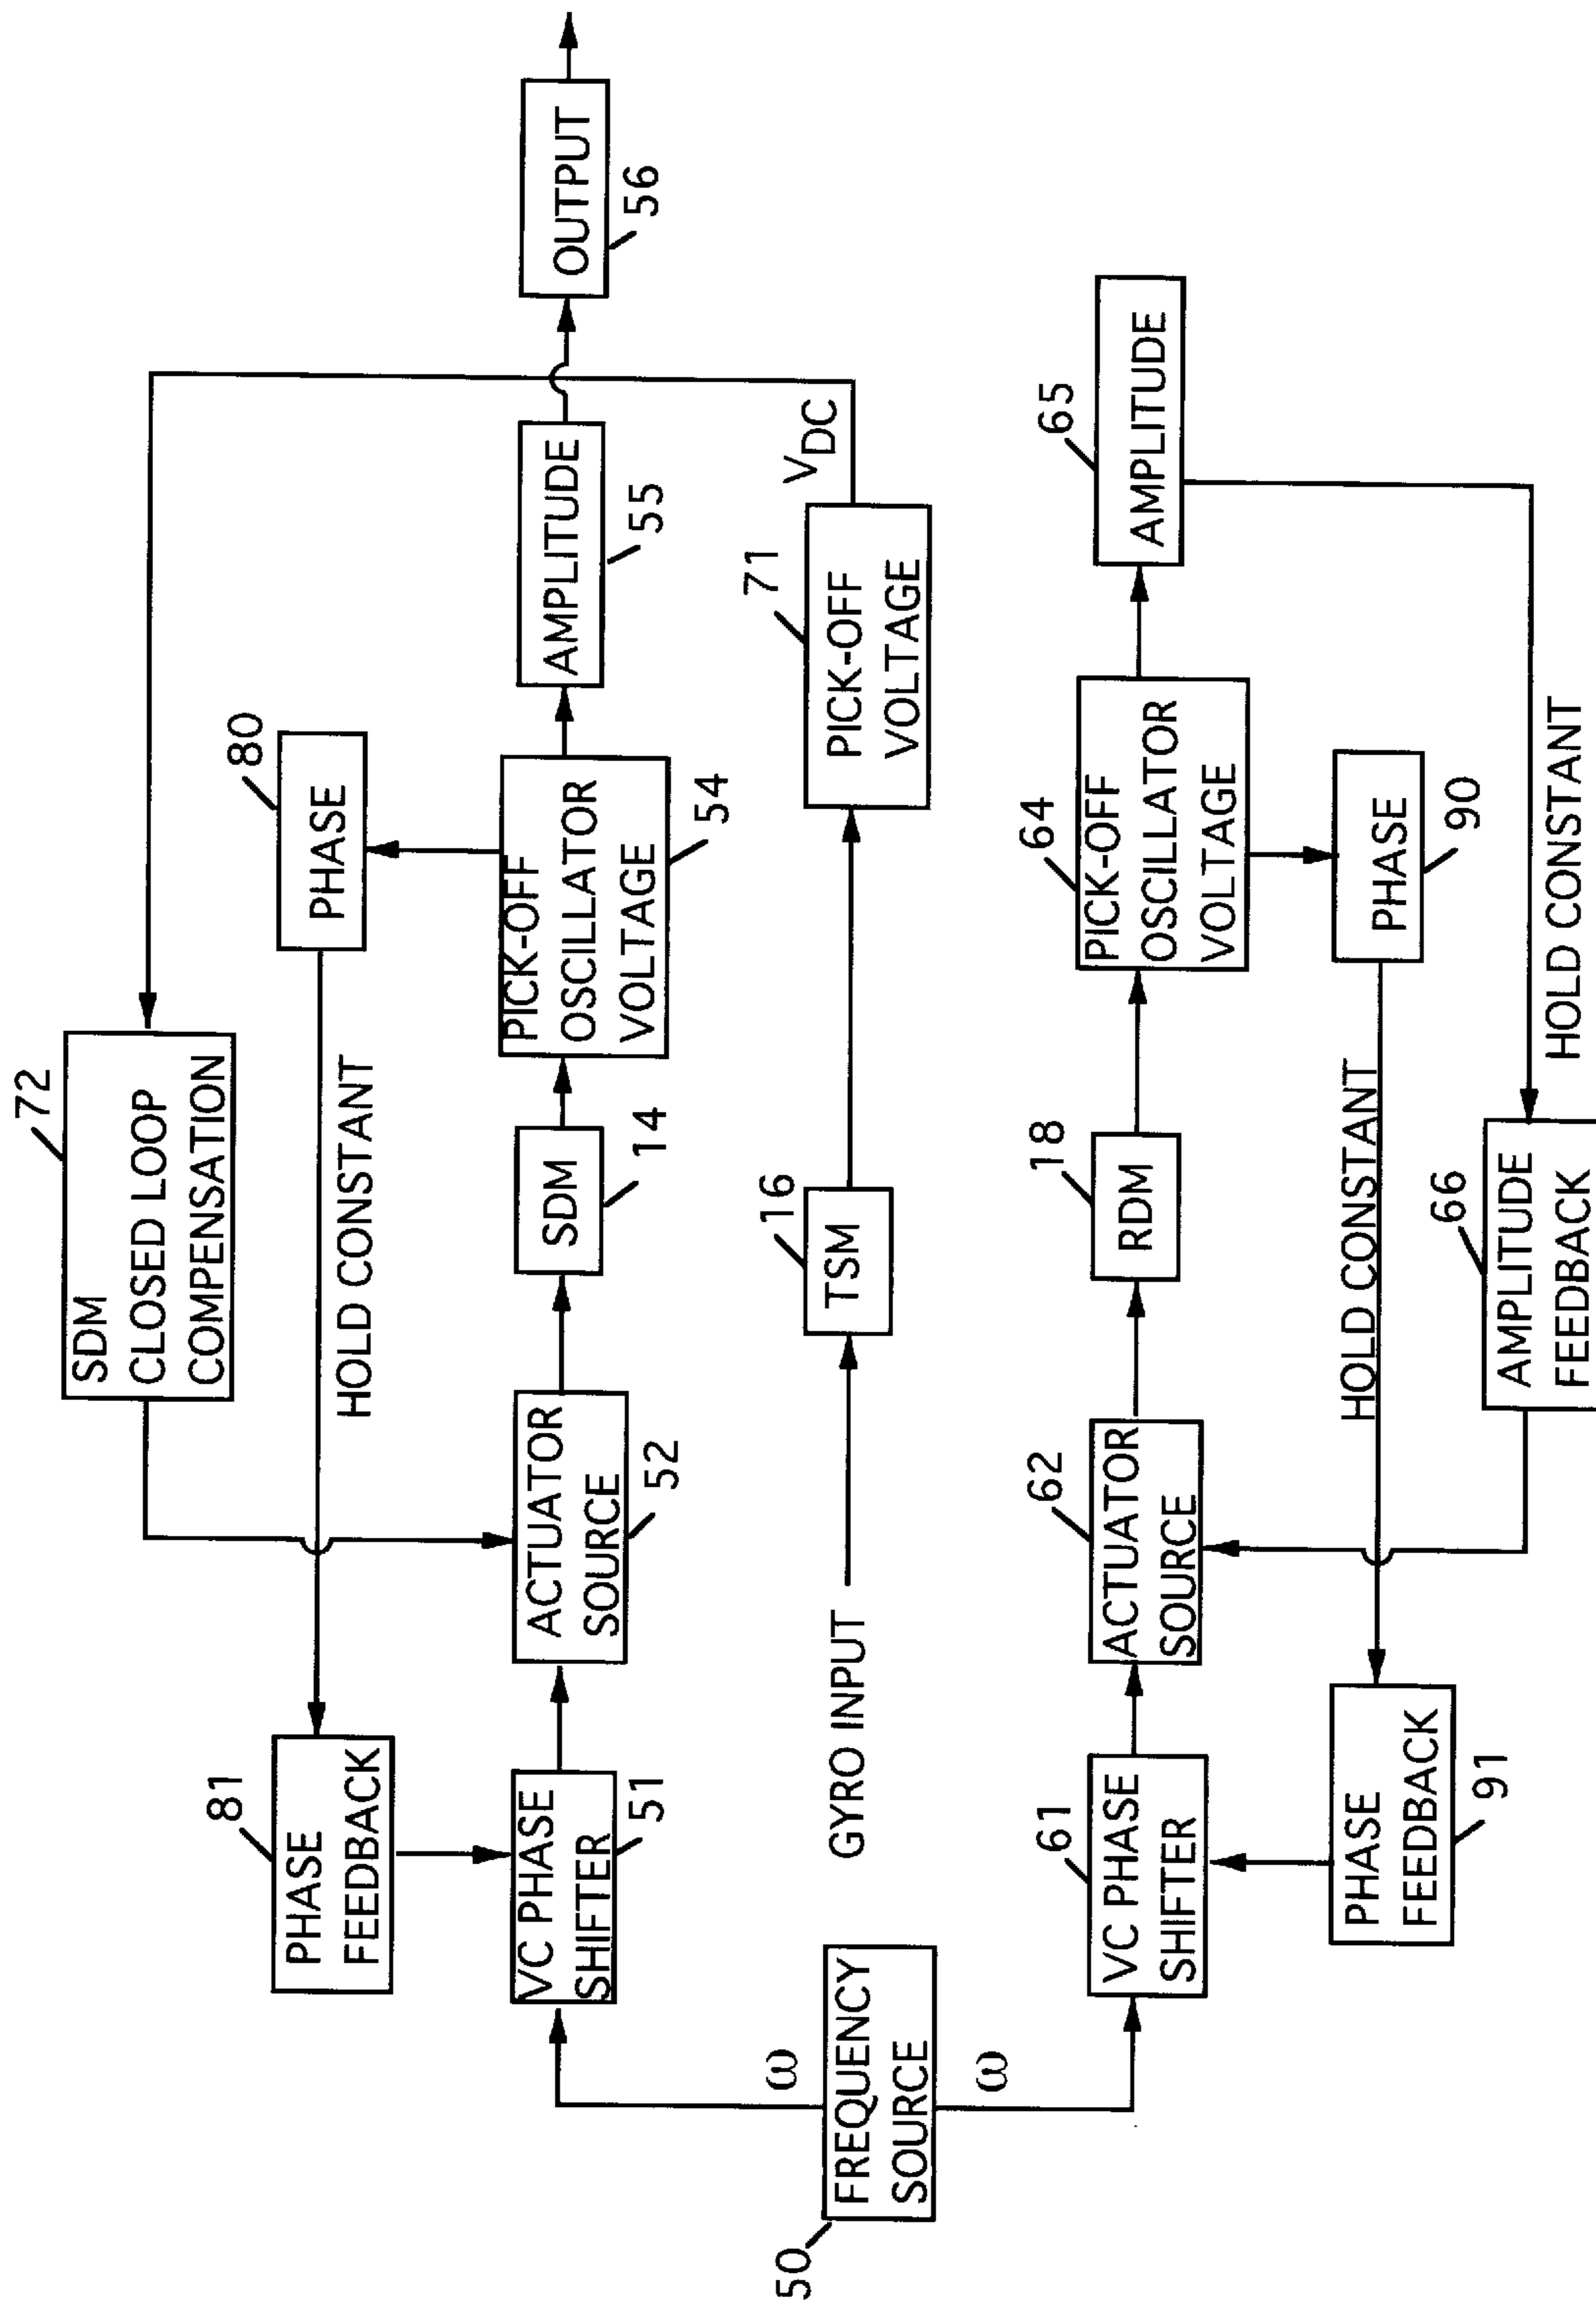 72
SDM
CLOSED LOOP
COMPENSATION
81
PHASE
FEEDBACK
HOLD CONSTANT
80
PHASE
VC PHASE
SHIFTER
51
ACTUATOR
SOURCE
52
SDM
14
PICK-OFF
OSCILLATOR
VOLTAGE
54
AMPLITUDE
55
OUTPUT
56
50
FREQUENCY
SOURCE
ω
ω
GYRO INPUT
16
TSM
71
PICK-OFF
VOLTAGE
VDC
61
VC PHASE
SHIFTER
62
ACTUATOR
SOURCE
18
RDM
64
PICK-OFF
OSCILLATOR
VOLTAGE
65
AMPLITUDE
PHASE
FEEDBACK
91
HOLD CONSTANT
PHASE
90
66
AMPLITUDE
FEEDBACK
HOLD CONSTANT